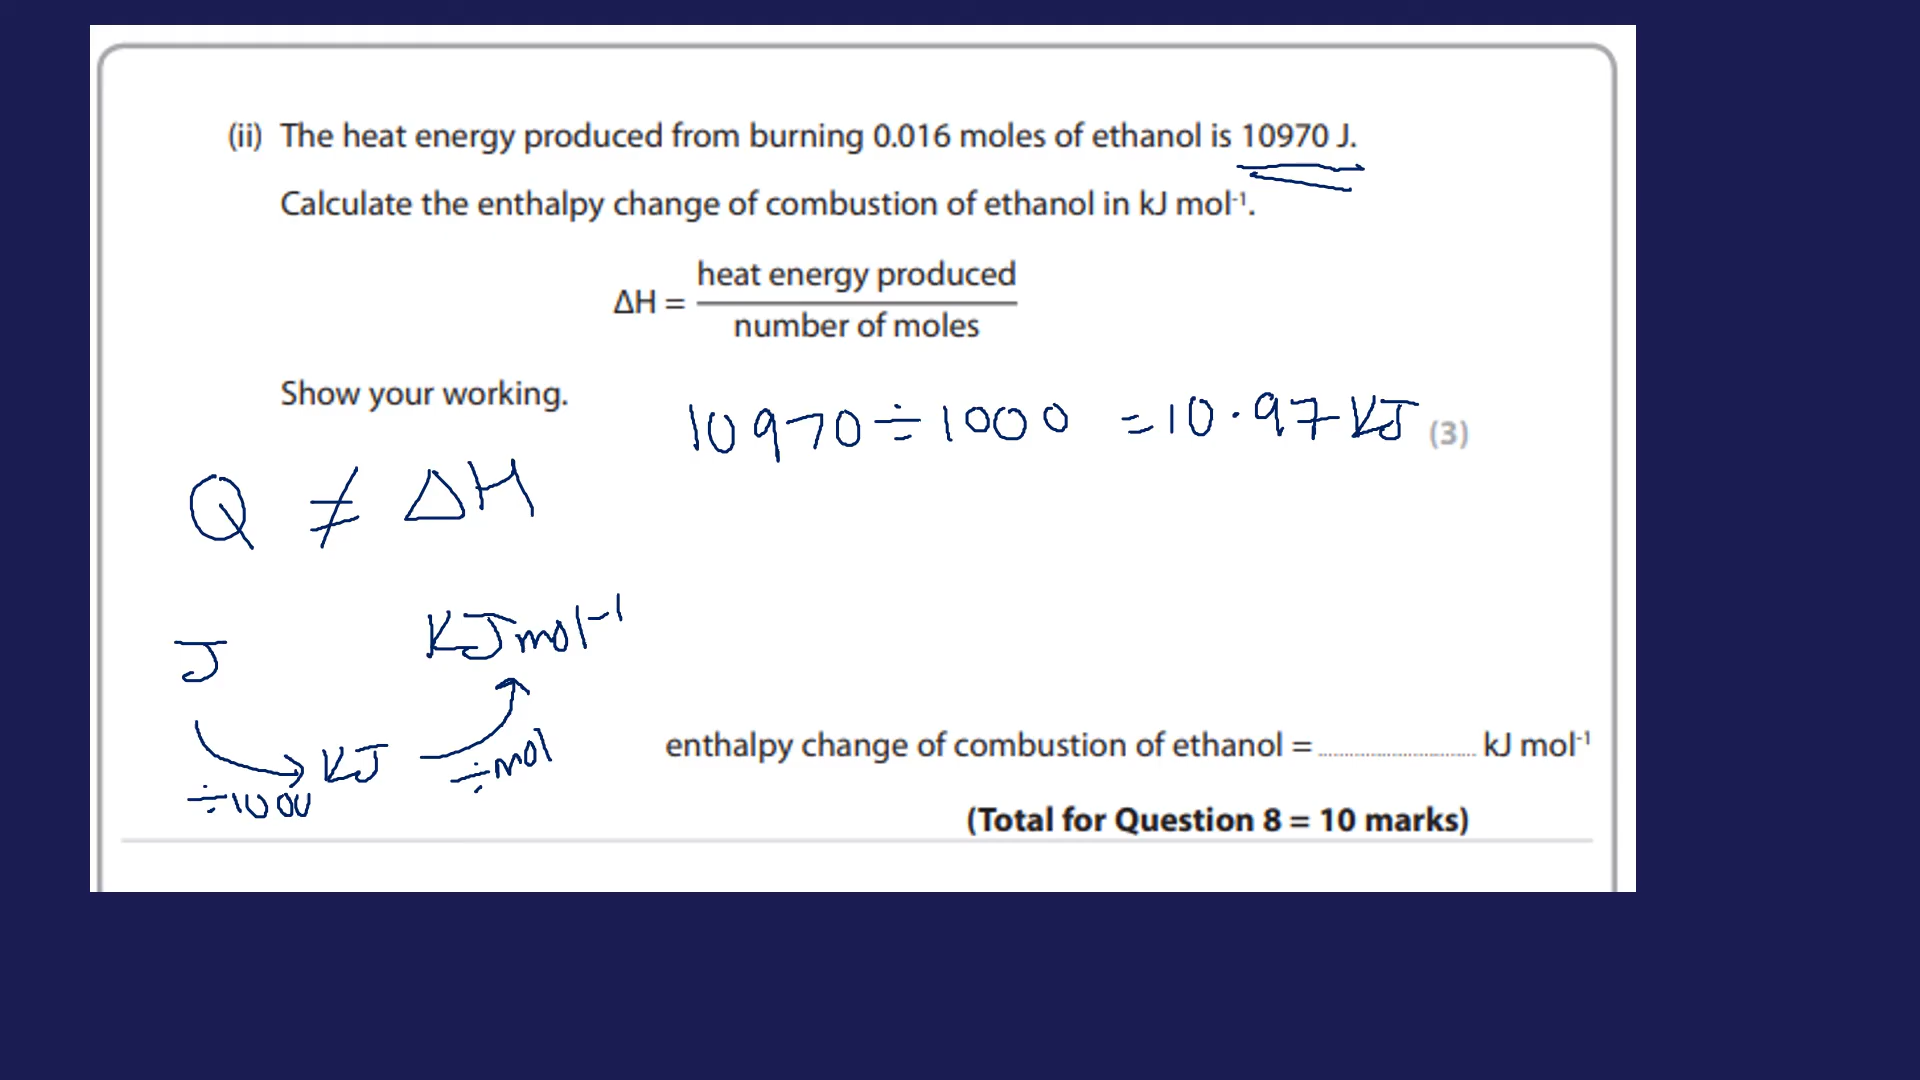 (ii) The heat energy produced from burning 0.016 moles of ethanol is 10970 J.
Calculate the enthalpy change of combustion of ethanol in kJ mol⁻¹.
ΔH = heat energy produced
number of moles
Show your working.
10970 ÷ 1000 = 10.97 KJ (3)
Q ≠ ΔH
J KJmol⁻¹
÷1000 KJ ÷mol
enthalpy change of combustion of ethanol = .............................. kJ mol⁻¹
(Total for Question 8 = 10 marks)